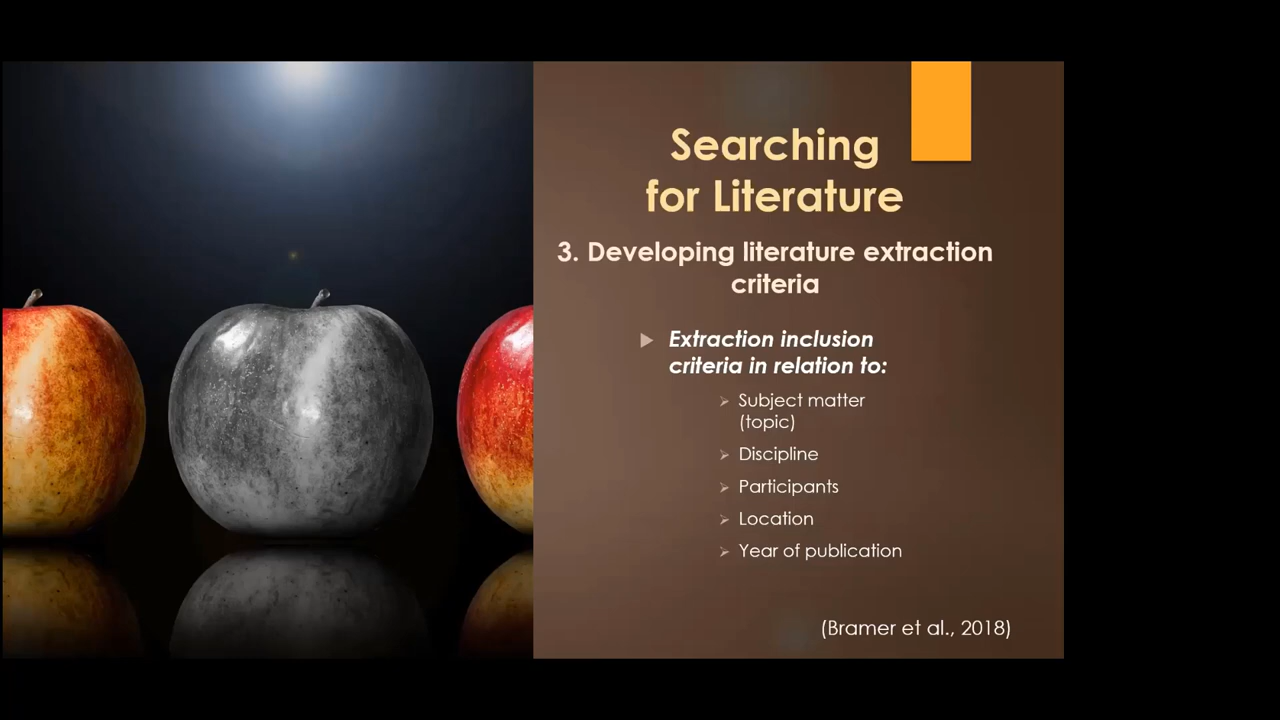 Searching
for Literature
3. Developing literature extraction
criteria
Extraction inclusion
criteria in relation to:
Subject matter
(topic)
Discipline
Participants
Location
Year of publication
(Bramer et al., 2018)